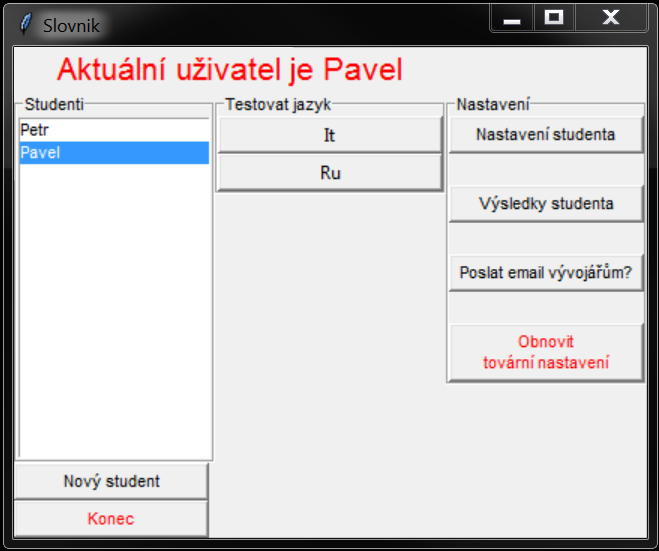 Slovnik
Aktuální uživatel je Pavel
Studenti
Petr
Pavel
Nový student
Konec
Testovat jazyk
It
Ru
Nastavení
Nastavení studenta
Výsledky studenta
Poslat email vývojářům?
Obnovit
tovární nastavení